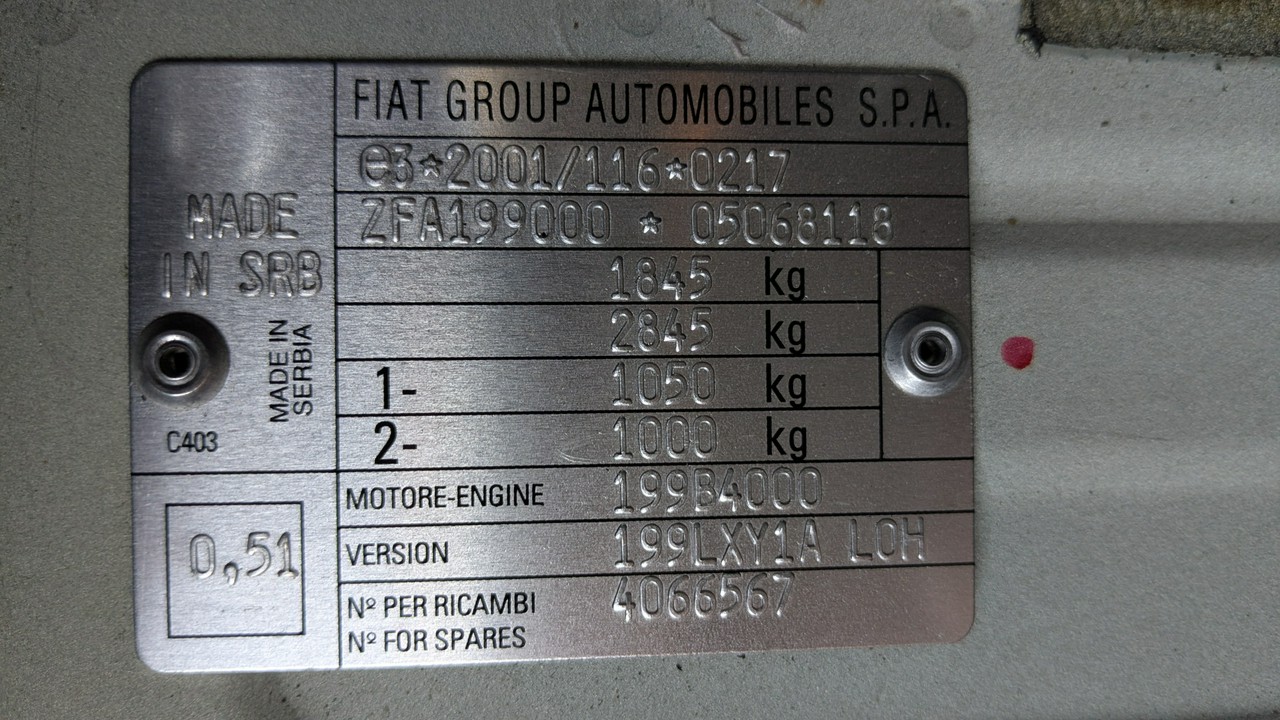 FIAT GROUP AUTOMOBILES S.P.A.
e3*2001/116*0217
ZFA199000 * 05068118
MADE
IN SRB
MADE IN
SERBIA
C403
0,51
1845 kg
2845 kg
1- 1050 kg
2- 1000 kg
MOTORE-ENGINE 199B4000
VERSION 199LXY1A LOH
Nº PER RICAMBI 4066567
Nº FOR SPARES